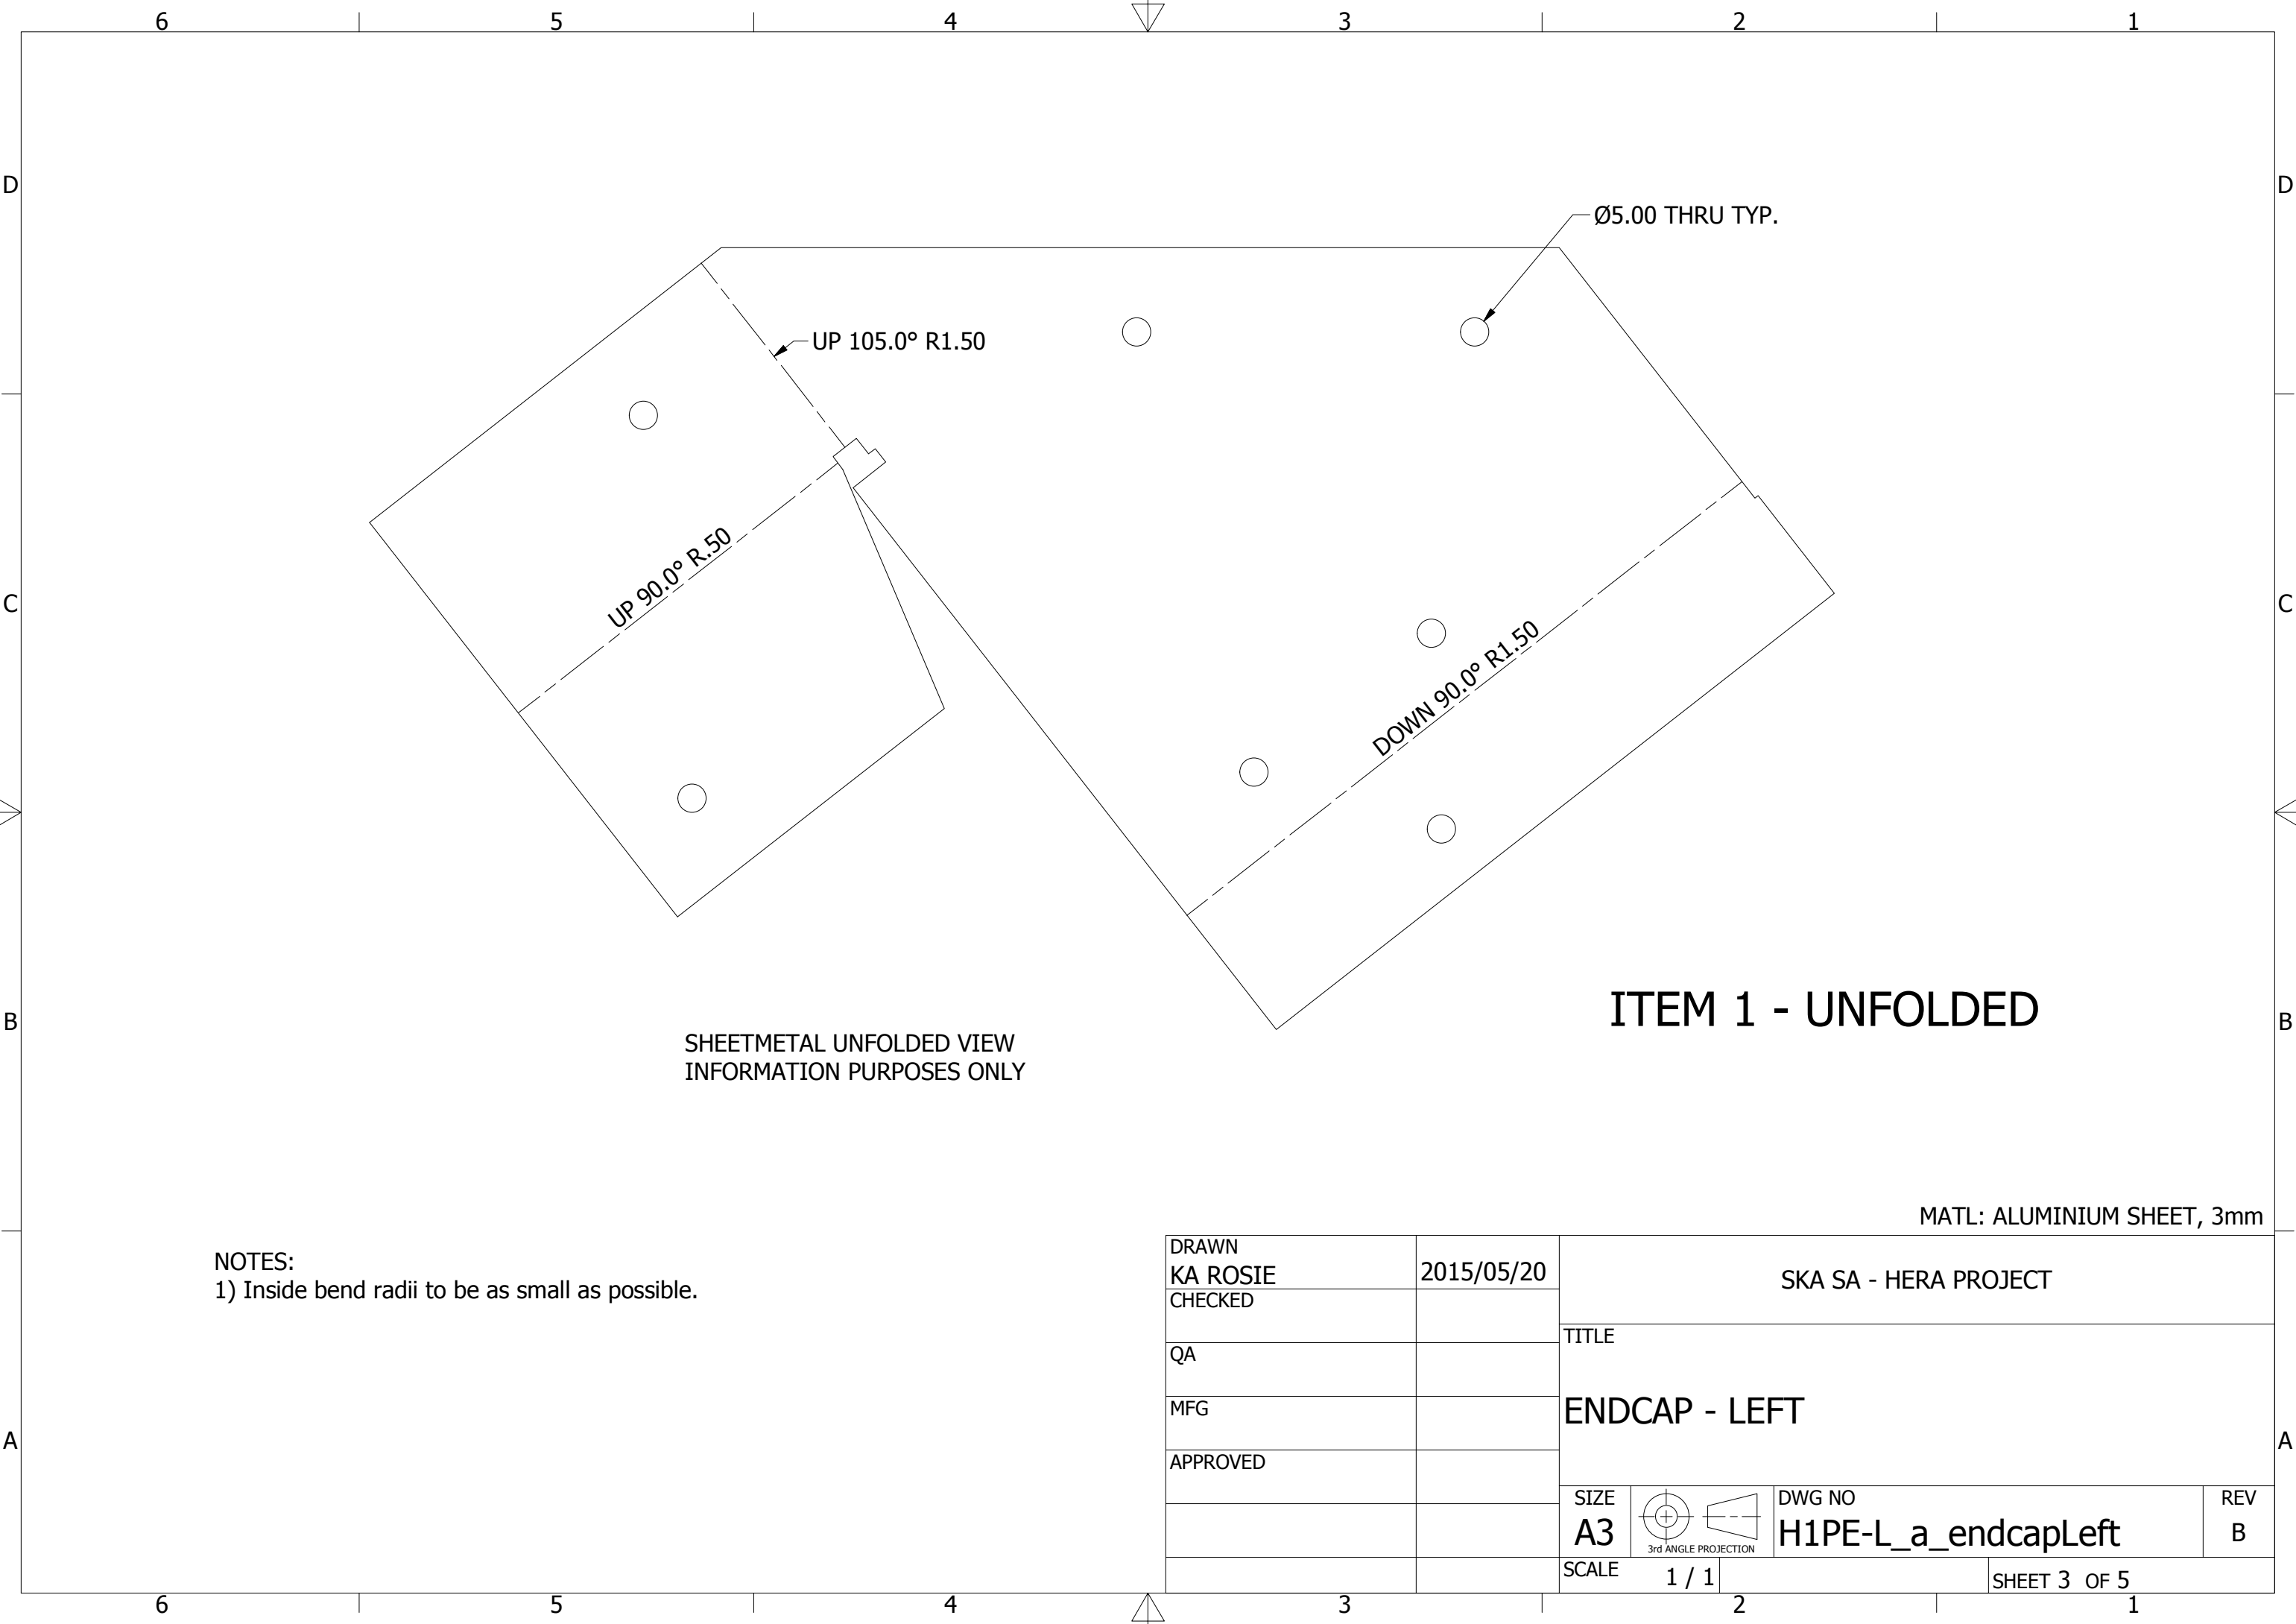 6 5 4 3 2 1
D D
Ø5.00 THRU TYP.
UP 105.0° R1.50
UP 90.0° R.50
C C
DOWN 90.0° R1.50
ITEM 1 - UNFOLDED
B B
SHEETMETAL UNFOLDED VIEW
INFORMATION PURPOSES ONLY
MATL: ALUMINIUM SHEET, 3mm
NOTES:
1) Inside bend radii to be as small as possible.
DRAWN
KA ROSIE 2015/05/20
SKA SA - HERA PROJECT
CHECKED
TITLE
QA
MFG
ENDCAP - LEFT
A A
APPROVED
SIZE
A3
3rd ANGLE PROJECTION
DWG NO
H1PE-L_a_endcapLeft
REV
B
SCALE 1 / 1
SHEET 3 OF 5
6 5 4 3 2 1